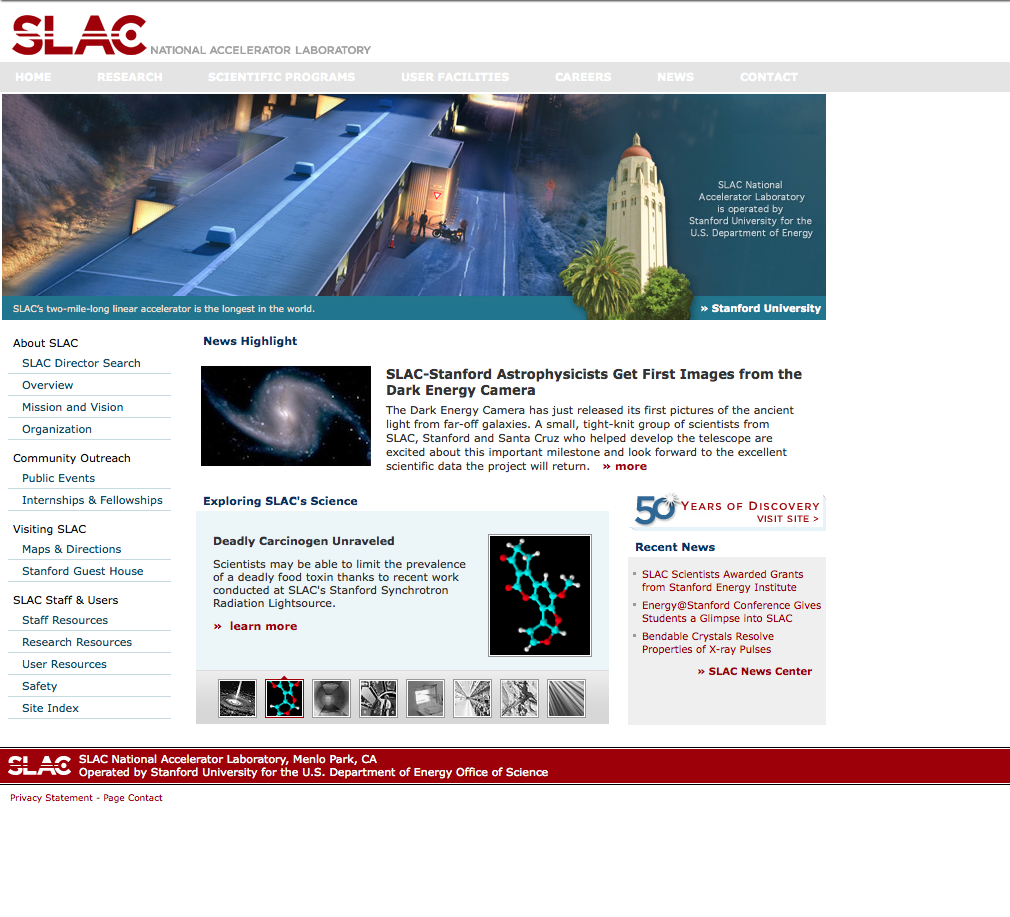 SLAC NATIONAL ACCELERATOR LABORATORY
HOME RESEARCH SCIENTIFIC PROGRAMS USER FACILITIES CAREERS NEWS CONTACT
SLAC National
Accelerator Laboratory
is operated by
Stanford University for the
U.S. Department of Energy
SLAC's two-mile-long linear accelerator is the longest in the world.
» Stanford University
About SLAC
SLAC Director Search
Overview
Mission and Vision
Organization
Community Outreach
Public Events
Internships & Fellowships
Visiting SLAC
Maps & Directions
Stanford Guest House
SLAC Staff & Users
Staff Resources
Research Resources
User Resources
Safety
Site Index
News Highlight
SLAC-Stanford Astrophysicists Get First Images from the
Dark Energy Camera
The Dark Energy Camera has just released its first pictures of the ancient
light from far-off galaxies. A small, tight-knit group of scientists from
SLAC, Stanford and Santa Cruz who helped develop the telescope are
excited about this important milestone and look forward to the excellent
scientific data the project will return. » more
Exploring SLAC's Science
Deadly Carcinogen Unraveled
Scientists may be able to limit the prevalence
of a deadly food toxin thanks to recent work
conducted at SLAC's Stanford Synchrotron
Radiation Lightsource.
» learn more
50 YEARS OF DISCOVERY
VISIT SITE >
Recent News
SLAC Scientists Awarded Grants
from Stanford Energy Institute
Energy@Stanford Conference Gives
Students a Glimpse into SLAC
Bendable Crystals Resolve
Properties of X-ray Pulses
» SLAC News Center
SLAC SLAC National Accelerator Laboratory, Menlo Park, CA
Operated by Stanford University for the U.S. Department of Energy Office of Science
Privacy Statement - Page Contact